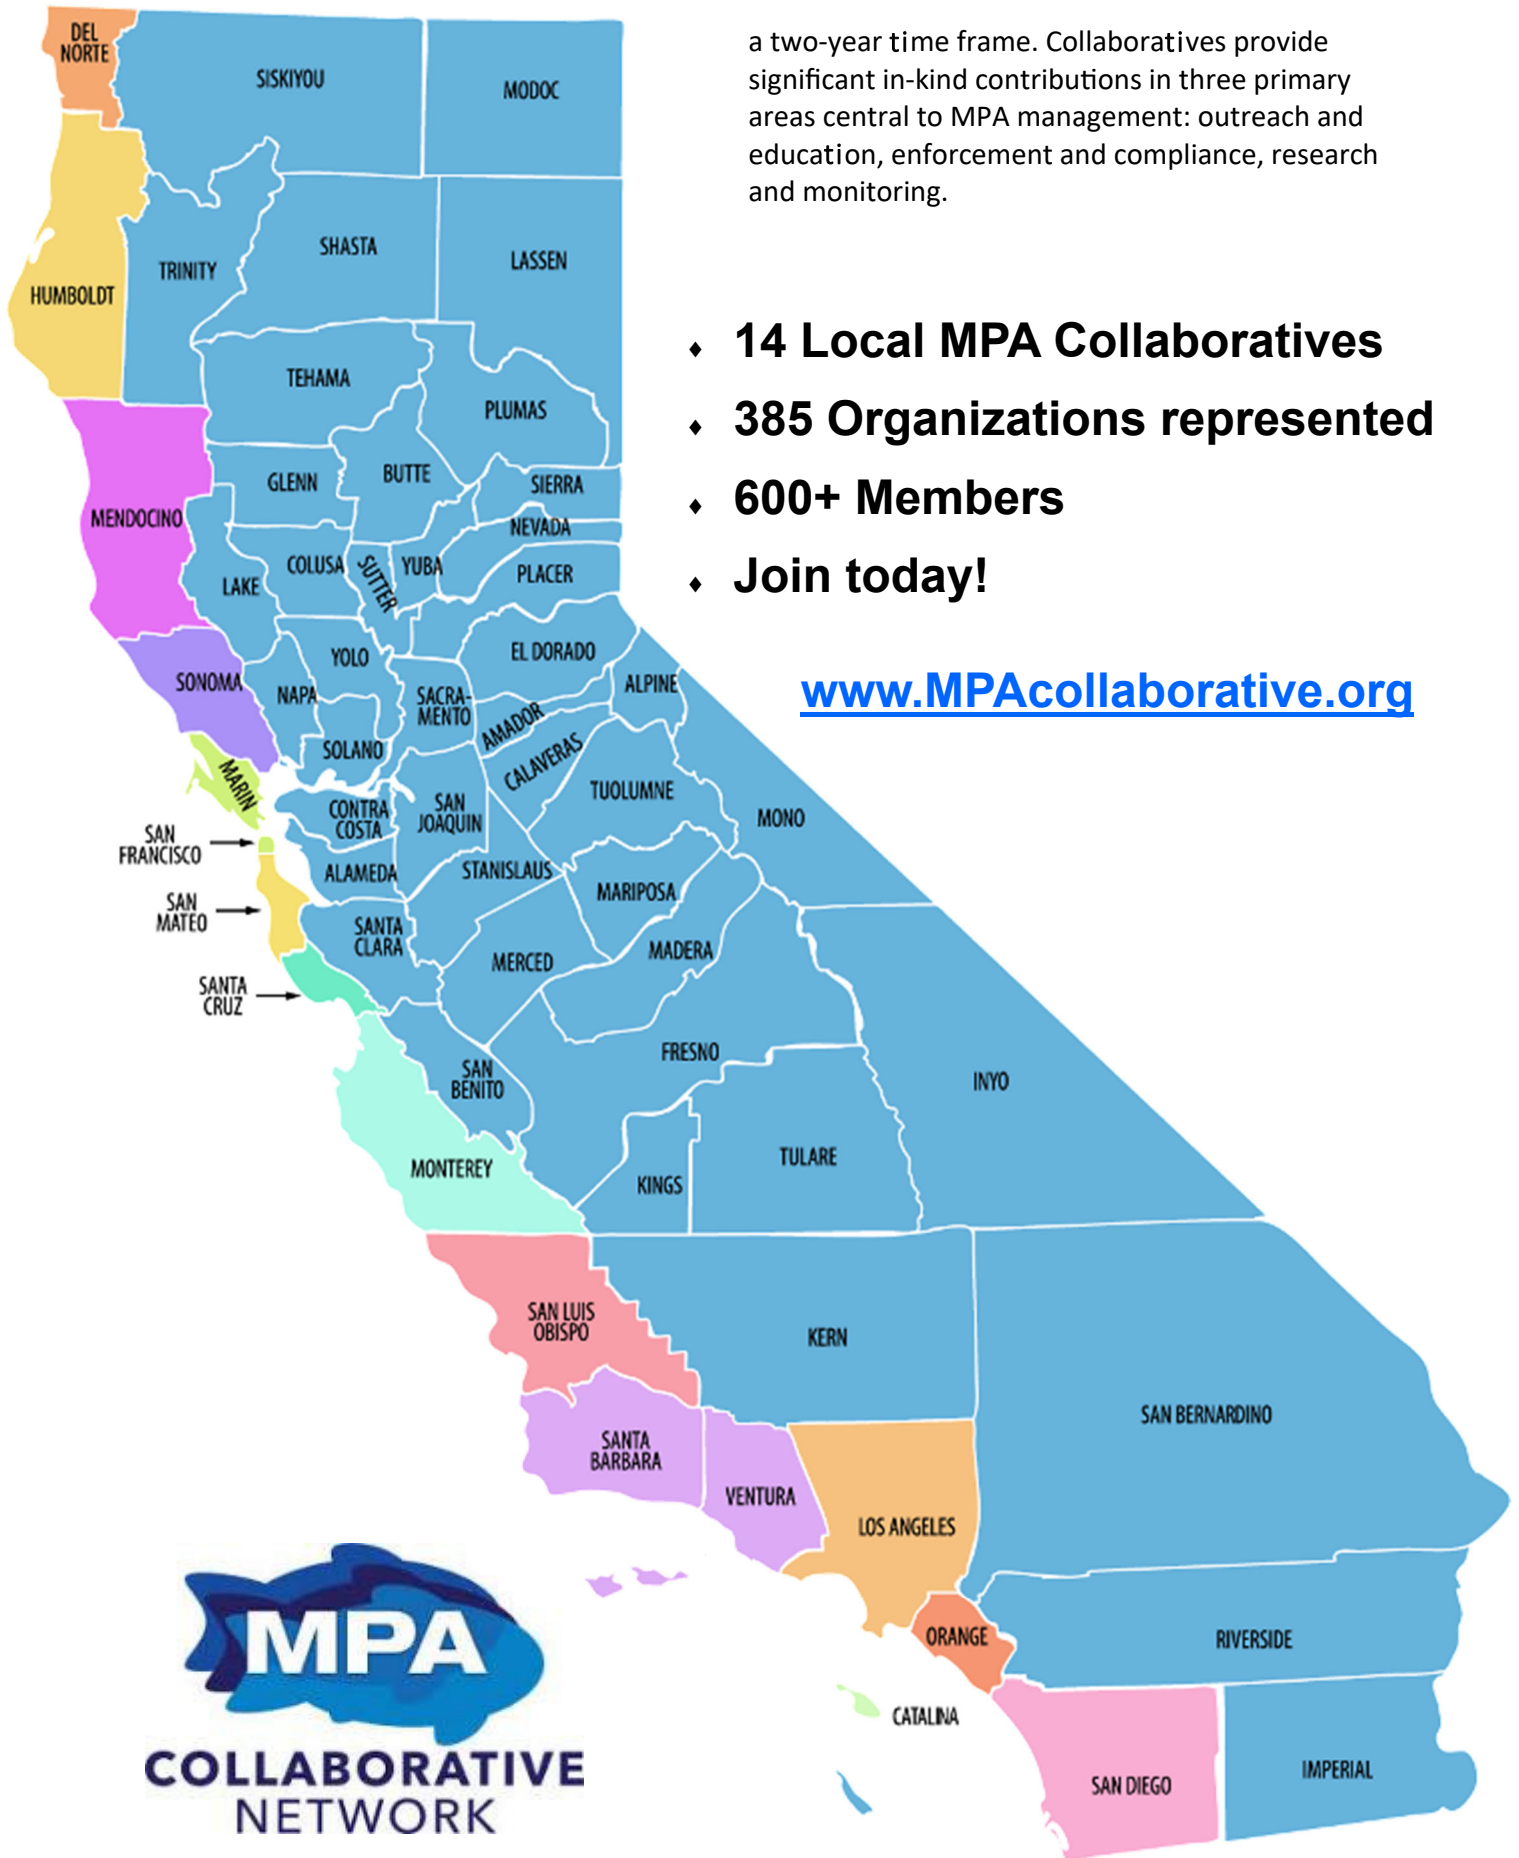 a two-year time frame. Collaboratives provide
significant in-kind contributions in three primary
areas central to MPA management: outreach and
education, enforcement and compliance, research
and monitoring.
⬧ 14 Local MPA Collaboratives
⬧ 385 Organizations represented
⬧ 600+ Members
⬧ Join today!
www.MPAcollaborative.org
DEL
NORTE
SISKIYOU
MODOC
HUMBOLDT
TRINITY
SHASTA
LASSEN
TEHAMA
PLUMAS
MENDOCINO
GLENN
BUTTE
SIERRA
NEVADA
LAKE
COLUSA
SUTTER
YUBA
PLACER
SONOMA
NAPA
YOLO
SACRA-
MENTO
EL DORADO
ALPINE
AMADOR
SOLANO
CALAVERAS
MARIN
CONTRA
COSTA
SAN
JOAQUIN
TUOLUMNE
MONO
SAN
FRANCISCO
ALAMEDA
STANISLAUS
MARIPOSA
SAN
MATEO
SANTA
CLARA
MERCED
MADERA
SANTA
CRUZ
SAN
BENITO
FRESNO
INYO
MONTEREY
KINGS
TULARE
SAN LUIS
OBISPO
KERN
SANTA
BARBARA
VENTURA
LOS ANGELES
SAN BERNARDINO
ORANGE
RIVERSIDE
CATALINA
SAN DIEGO
IMPERIAL
MPA
COLLABORATIVE
NETWORK